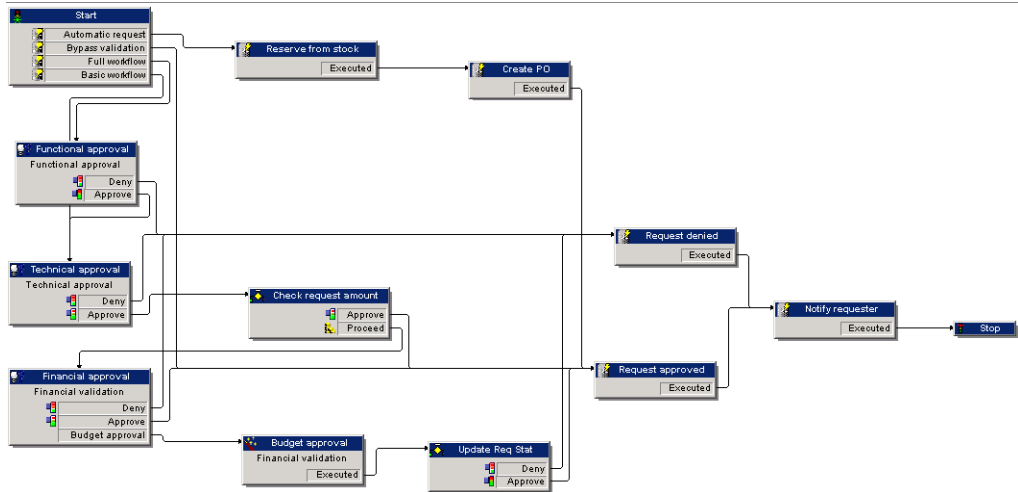 Start
Automatic request
Bypass validation
Full workflow
Basic workflow
Reserve from stock
Executed
Create PO
Executed
Functional approval
Functional approval
Deny
Approve
Request denied
Executed
Technical approval
Technical approval
Deny
Approve
Check request amount
Approve
Proceed
Notify requester
Executed
Stop
Financial approval
Financial validation
Deny
Approve
Budget approval
Request approved
Executed
Budget approval
Financial validation
Executed
Update Req Stat
Deny
Approve